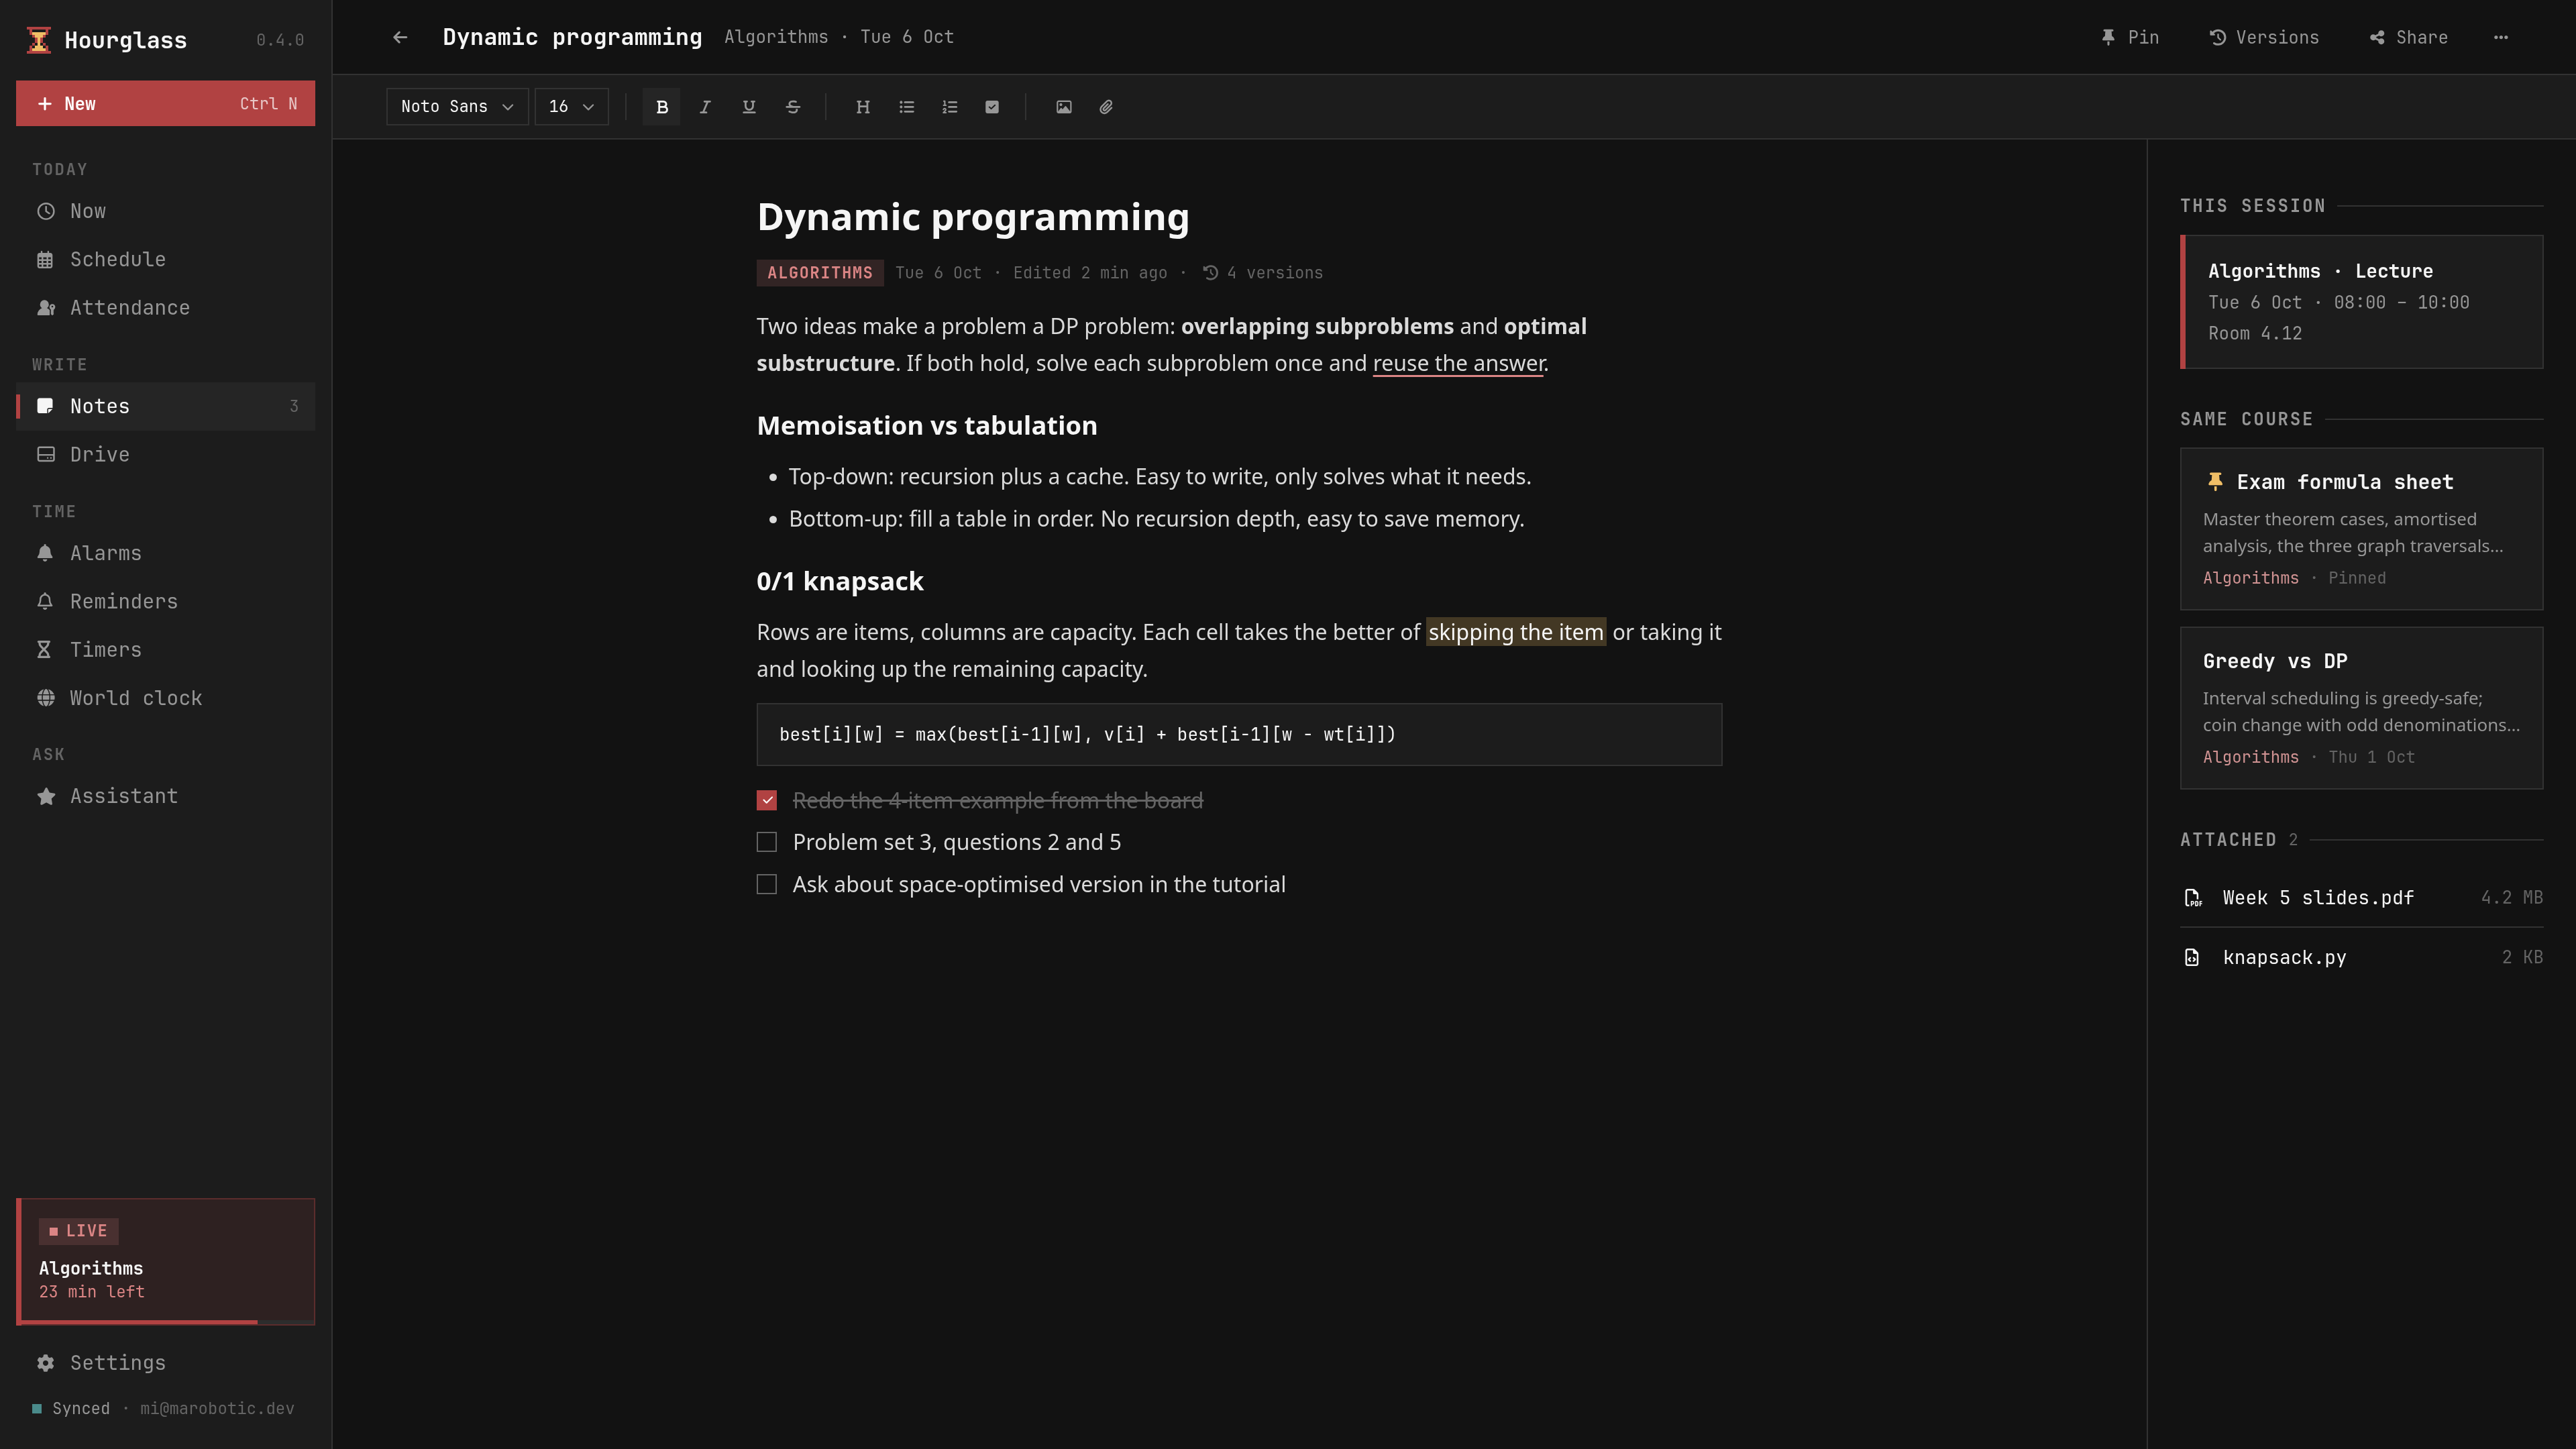 Hourglass 0.4.0
New Ctrl N
TODAY
Now
Schedule
Attendance
WRITE
Notes 3
Drive
TIME
Alarms
Reminders
Timers
World clock
ASK
Assistant
LIVE
Algorithms
23 min left
Settings
Synced · mi@marobotic.dev
Dynamic programming Algorithms · Tue 6 Oct
Pin Versions Share
Noto Sans 16 B I U S H
Dynamic programming
ALGORITHMS Tue 6 Oct · Edited 2 min ago · 4 versions
Two ideas make a problem a DP problem: overlapping subproblems and optimal
substructure. If both hold, solve each subproblem once and reuse the answer.
Memoisation vs tabulation
• Top-down: recursion plus a cache. Easy to write, only solves what it needs.
• Bottom-up: fill a table in order. No recursion depth, easy to save memory.
0/1 knapsack
Rows are items, columns are capacity. Each cell takes the better of skipping the item or taking it
and looking up the remaining capacity.
best[i][w] = max(best[i-1][w], v[i] + best[i-1][w - wt[i]])
Redo the 4-item example from the board
Problem set 3, questions 2 and 5
Ask about space-optimised version in the tutorial
THIS SESSION
Algorithms · Lecture
Tue 6 Oct · 08:00 – 10:00
Room 4.12
SAME COURSE
Exam formula sheet
Master theorem cases, amortised
analysis, the three graph traversals…
Algorithms · Pinned
Greedy vs DP
Interval scheduling is greedy-safe;
coin change with odd denominations…
Algorithms · Thu 1 Oct
ATTACHED 2
PDF Week 5 slides.pdf 4.2 MB
knapsack.py 2 KB